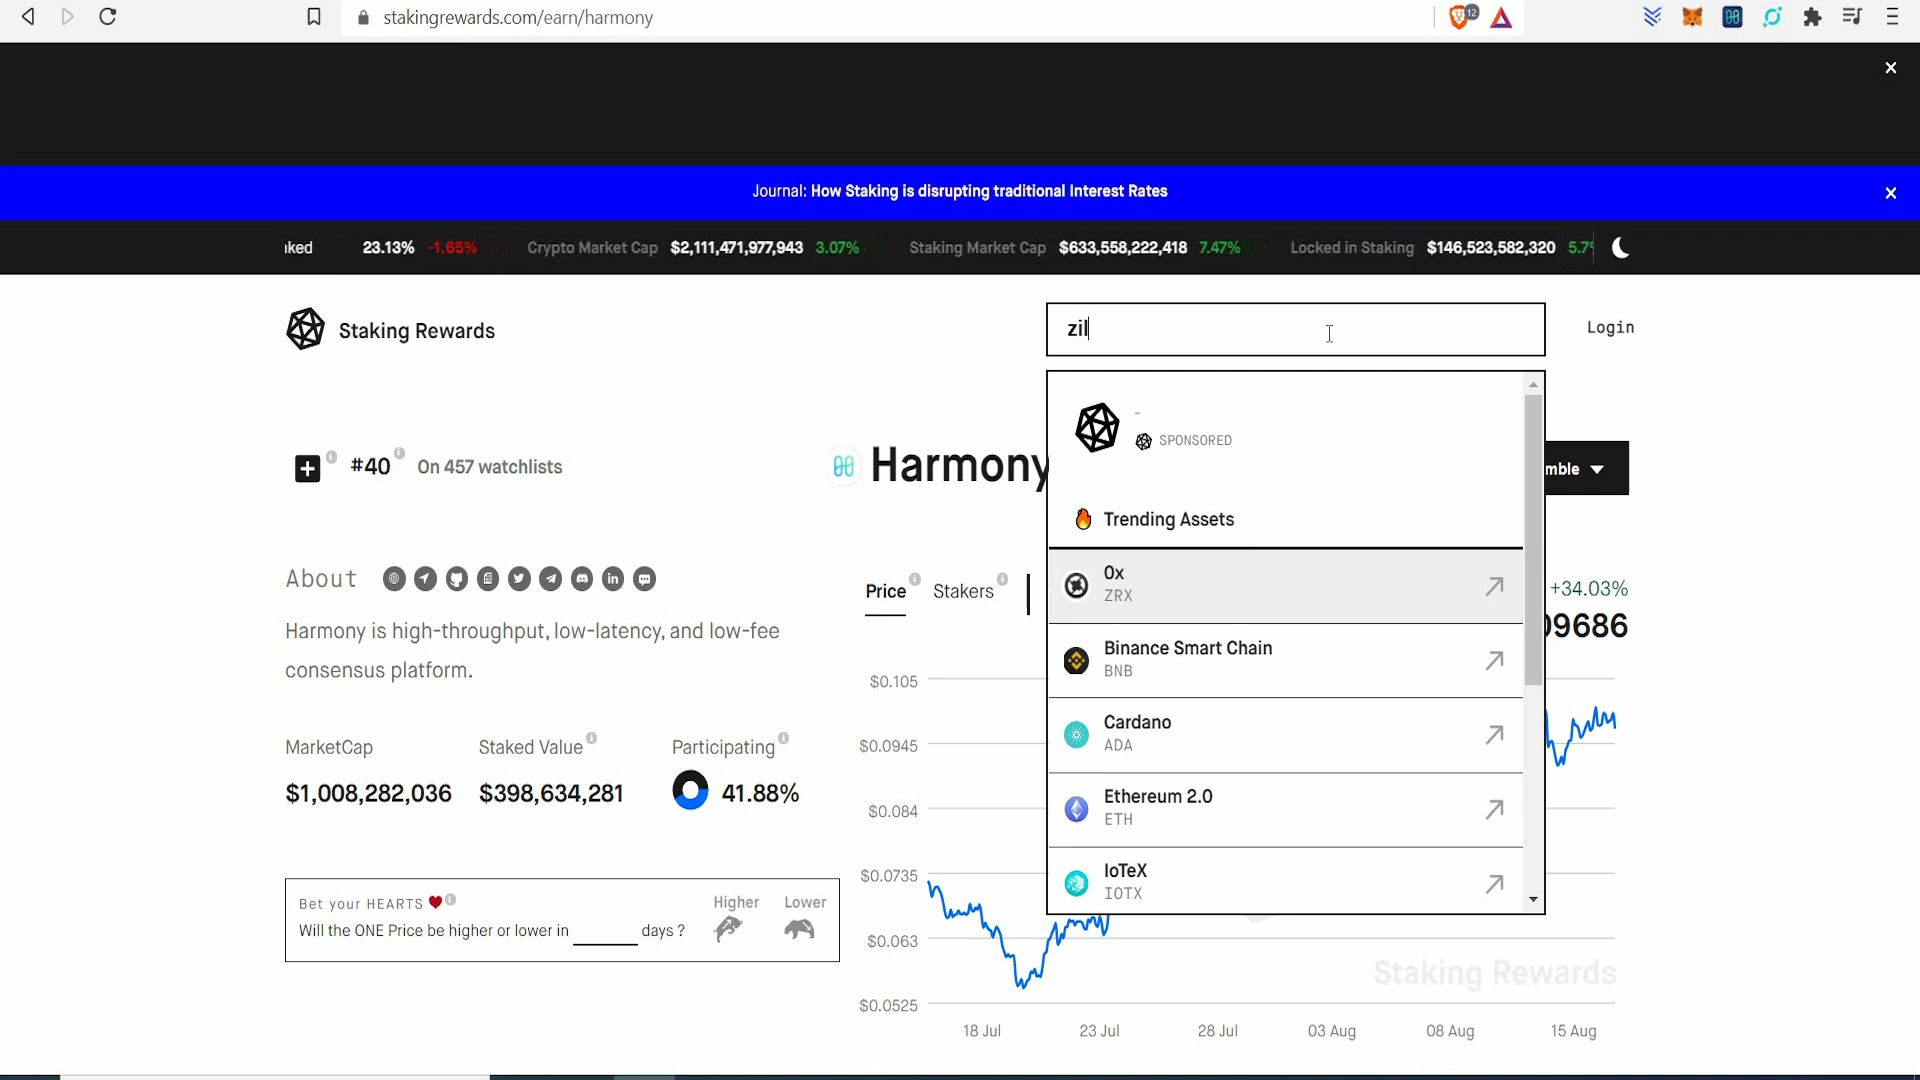 stakingrewards.com/earn/harmony
12
Journal: How Staking is disrupting traditional Interest Rates
23.13% -1.65% Crypto Market Cap $2,111,471,977,943 3.07% Staking Market Cap $633,558,222,418 7.47% Locked in Staking $146,523,582,320
Staking Rewards
zil
Login
-
SPONSORED
#40 On 457 watchlists
Harmony
Trending Assets
0x
ZRX
Binance Smart Chain
BNB
Cardano
ADA
Ethereum 2.0
ETH
IoTeX
IOTX
About
Harmony is high-throughput, low-latency, and low-fee
consensus platform.
MarketCap Staked Value Participating
$1,008,282,036 $398,634,281 41.88%
Bet your HEARTS
Higher Lower
Will the ONE Price be higher or lower in ______ days ?
Price Stakers
+34.03%
09686
$0.105
$0.0945
$0.084
$0.0735
$0.063
$0.0525
Staking Rewards
18 Jul 23 Jul 28 Jul 03 Aug 08 Aug 15 Aug